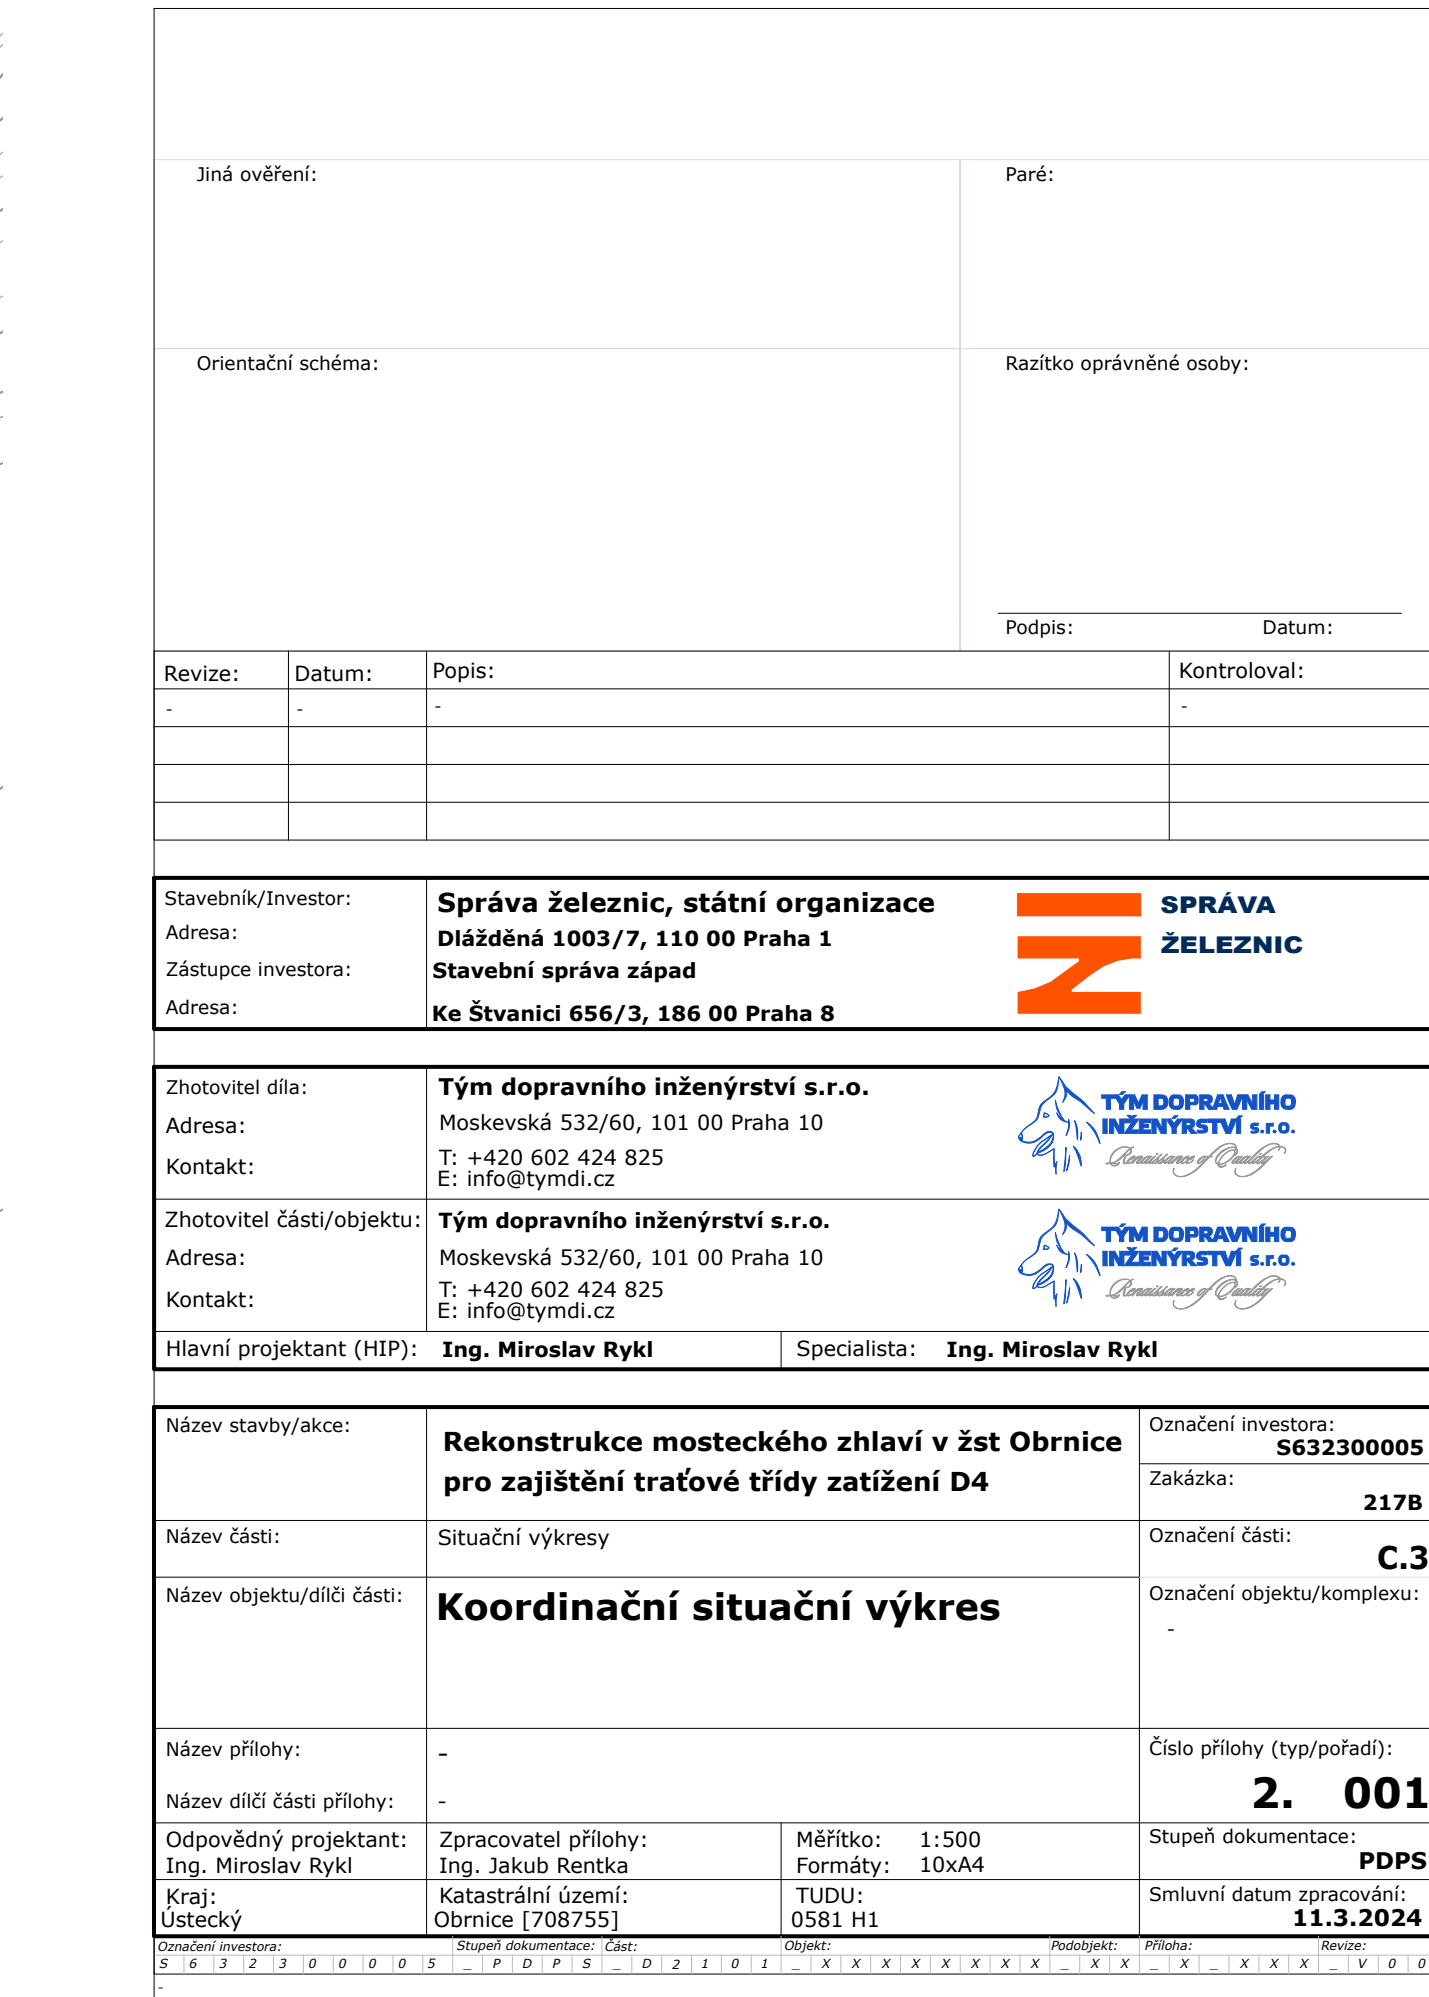 Jiná ověření:
Paré:
Orientační schéma:
Razítko oprávněné osoby:
Podpis: Datum:
Revize: Datum: Popis: Kontroloval:
- - - -
Stavebník/Investor: Správa železnic, státní organizace
Adresa: Dlážděná 1003/7, 110 00 Praha 1
Zástupce investora: Stavební správa západ
Adresa: Ke Štvanici 656/3, 186 00 Praha 8
SPRÁVA
ŽELEZNIC
Zhotovitel díla: Tým dopravního inženýrství s.r.o.
Adresa: Moskevská 532/60, 101 00 Praha 10
Kontakt: T: +420 602 424 825
E: info@tymdi.cz
TÝM DOPRAVNÍHO
INŽENÝRSTVÍ s.r.o.
Renaissance of Quality
Zhotovitel části/objektu: Tým dopravního inženýrství s.r.o.
Adresa: Moskevská 532/60, 101 00 Praha 10
Kontakt: T: +420 602 424 825
E: info@tymdi.cz
TÝM DOPRAVNÍHO
INŽENÝRSTVÍ s.r.o.
Renaissance of Quality
Hlavní projektant (HIP): Ing. Miroslav Rykl Specialista: Ing. Miroslav Rykl
Název stavby/akce: Rekonstrukce mosteckého zhlaví v žst Obrnice
pro zajištění traťové třídy zatížení D4
Označení investora:
S632300005
Zakázka:
217B
Název části: Situační výkresy
Označení části:
C.3
Název objektu/dílči části: Koordinační situační výkres
Označení objektu/komplexu:
-
Název přílohy: -
Název dílčí části přílohy: -
Číslo přílohy (typ/pořadí):
2. 001
Odpovědný projektant: Zpracovatel přílohy: Měřítko: 1:500 Stupeň dokumentace:
Ing. Miroslav Rykl Ing. Jakub Rentka Formáty: 10xA4 PDPS
Kraj: Katastrální území: TUDU: Smluvní datum zpracování:
Ústecký Obrnice [708755] 0581 H1 11.3.2024
Označení investora: Stupeň dokumentace: Část: Objekt: Podobjekt: Příloha: Revize:
S 6 3 2 3 0 0 0 0 5 _ P D P S _ D 2 1 0 1 _ X X X X X X X X _ X X _ X _ X X X _ V 0 0
-